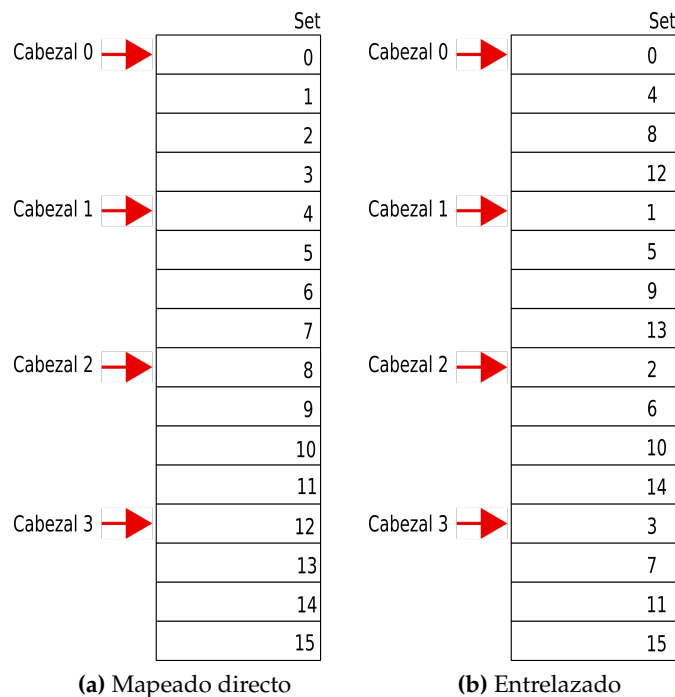 Set Set
Cabezal 0 0 Cabezal 0 0
1 4
2 8
3 12
Cabezal 1 4 Cabezal 1 1
5 5
6 9
7 13
Cabezal 2 8 Cabezal 2 2
9 6
10 10
11 14
Cabezal 3 12 Cabezal 3 3
13 7
14 11
15 15
(a) Mapeado directo (b) Entrelazado